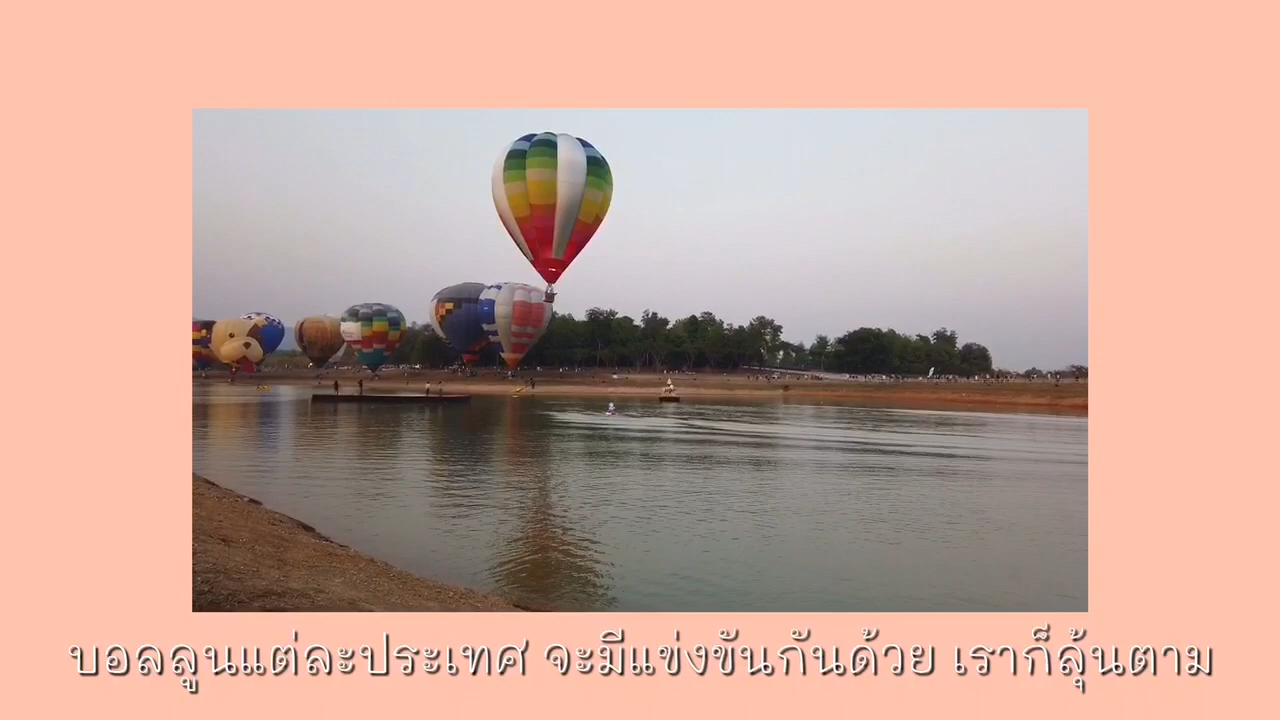 บอลลูนแต่ละประเทศ จะมีแข่งขันกันด้วย เราก็ลุ้นตาม